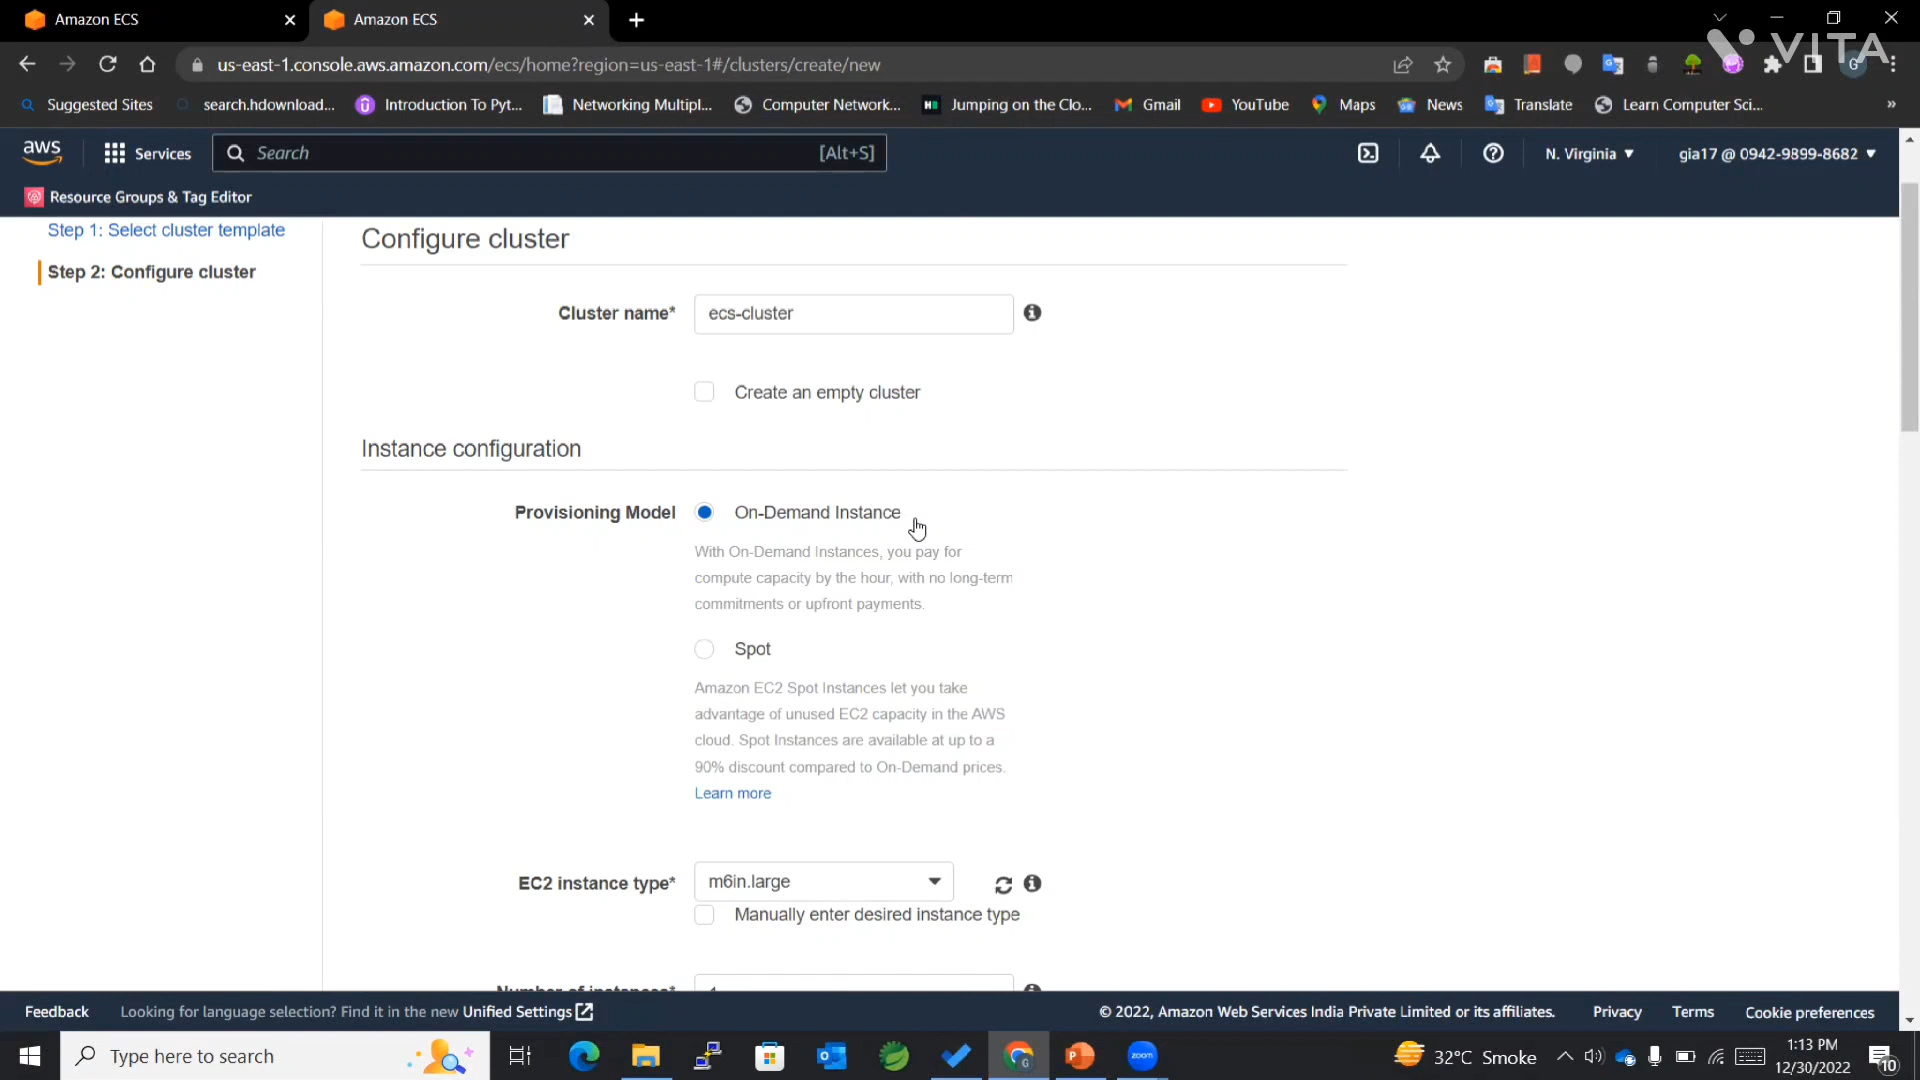 Amazon ECS
Amazon ECS
VITA
us-east-1.console.aws.amazon.com/ecs/home?region=us-east-1#/clusters/create/new
G
Suggested Sites
search.hdownload...
Introduction To Pyt...
Networking Multipl...
Computer Network...
Jumping on the Clo...
Gmail
YouTube
Maps
News
Translate
Learn Computer Sci...
»
aws
Services
Search
[Alt+S]
N. Virginia
gia17 @ 0942-9899-8682
Resource Groups & Tag Editor
Step 1: Select cluster template
Step 2: Configure cluster
Configure cluster
Cluster name*
ecs-cluster
Create an empty cluster
Instance configuration
Provisioning Model
On-Demand Instance
With On-Demand Instances, you pay for
compute capacity by the hour, with no long-term
commitments or upfront payments.
Spot
Amazon EC2 Spot Instances let you take
advantage of unused EC2 capacity in the AWS
cloud. Spot Instances are available at up to a
90% discount compared to On-Demand prices.
Learn more
EC2 instance type*
m6in.large
Manually enter desired instance type
Number of instances*
1
Feedback
Looking for language selection? Find it in the new Unified Settings
© 2022, Amazon Web Services India Private Limited or its affiliates.
Privacy
Terms
Cookie preferences
Type here to search
zoom
32°C Smoke
1:13 PM
12/30/2022
10